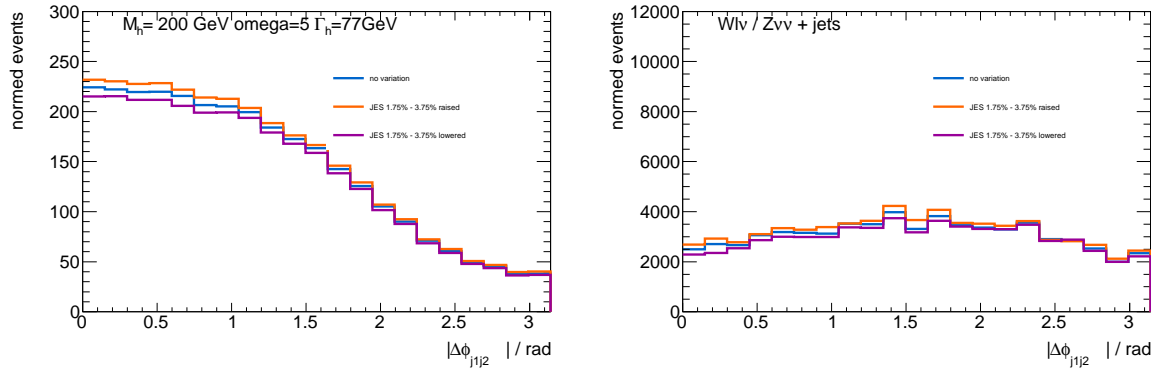 M_h= 200 GeV omega=5 Γ_h=77GeV
normed events
300
250
200
150
100
50
0
no variation
JES 1.75% - 3.75% raised
JES 1.75% - 3.75% lowered
0 0.5 1 1.5 2 2.5 3
|Δϕ_j1j2 | / rad
Wlν / Zνν + jets
normed events
12000
10000
8000
6000
4000
2000
0
no variation
JES 1.75% - 3.75% raised
JES 1.75% - 3.75% lowered
0 0.5 1 1.5 2 2.5 3
|Δϕ_j1j2 | / rad